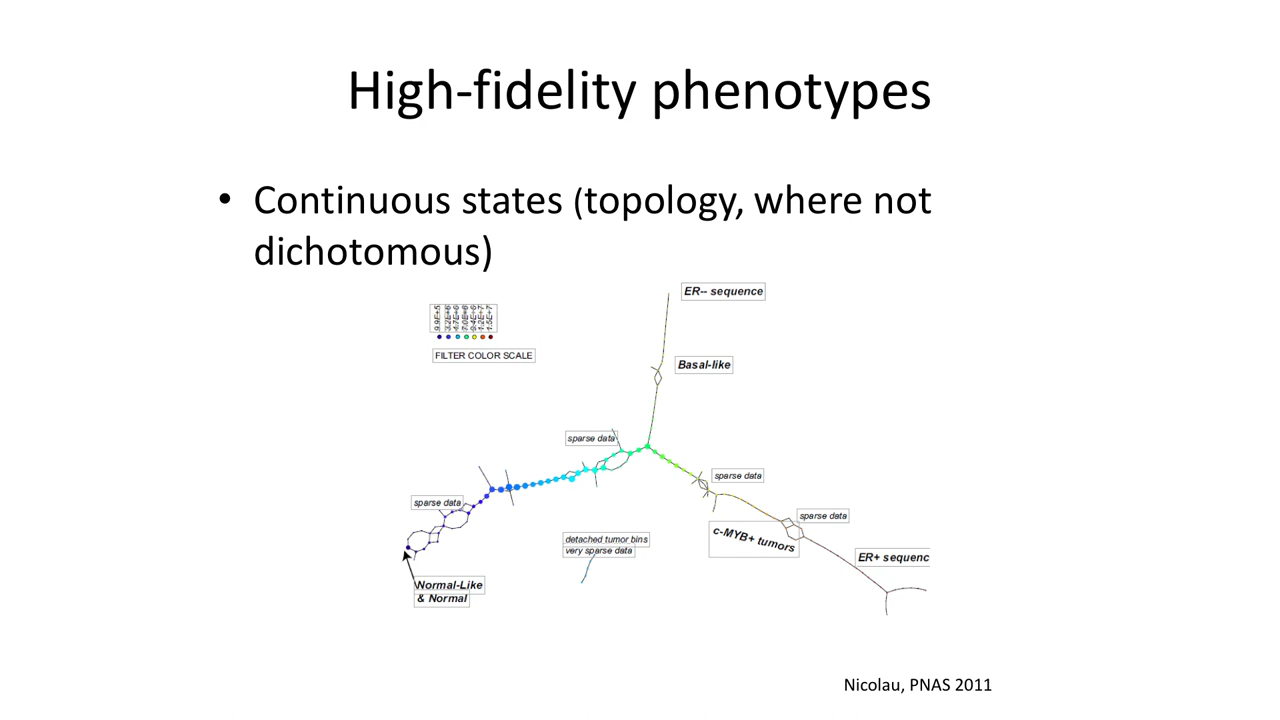 High-fidelity phenotypes
• Continuous states (topology, where not
dichotomous)
ER-- sequence
FILTER COLOR SCALE
Basal-like
sparse data
sparse data
sparse data
sparse data
c-MYB+ tumors
detached tumor bins
very sparse data
ER+ sequenc
Normal-Like
& Normal
Nicolau, PNAS 2011